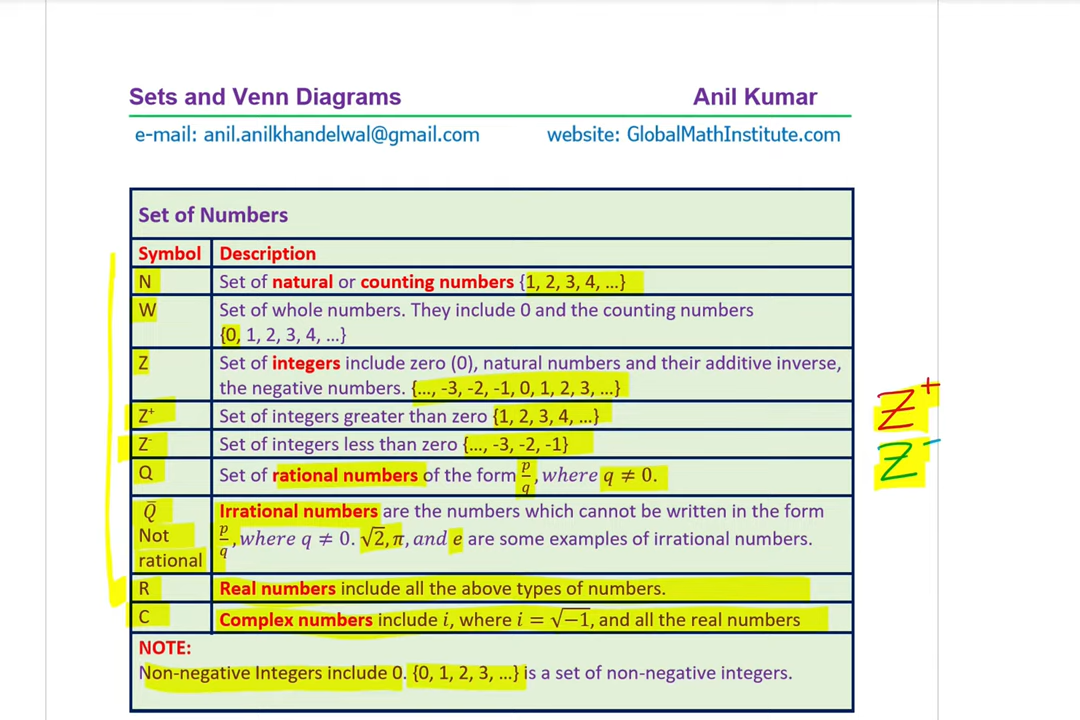 Sets and Venn Diagrams Anil Kumar
e-mail: anil.anilkhandelwal@gmail.com website: GlobalMathInstitute.com
Set of Numbers
Symbol Description
N Set of natural or counting numbers {1, 2, 3, 4, ...}
W Set of whole numbers. They include 0 and the counting numbers
{0, 1, 2, 3, 4, ...}
Z Set of integers include zero (0), natural numbers and their additive inverse,
the negative numbers. {..., -3, -2, -1, 0, 1, 2, 3, ...}
Z⁺ Set of integers greater than zero {1, 2, 3, 4, ...} Z⁺
Z⁻ Set of integers less than zero {..., -3, -2, -1} Z⁻
Q Set of rational numbers of the form p/q, where q ≠ 0.
Q̄ Irrational numbers are the numbers which cannot be written in the form
Not p/q, where q ≠ 0. √2, π, and e are some examples of irrational numbers.
rational
R Real numbers include all the above types of numbers.
C Complex numbers include i, where i = √−1, and all the real numbers
NOTE:
Non-negative Integers include 0. {0, 1, 2, 3, ...} is a set of non-negative integers.